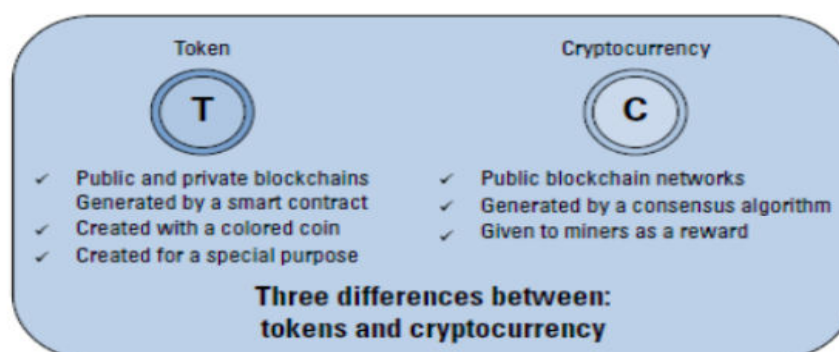 Token
T
✓ Public and private blockchains
Generated by a smart contract
✓ Created with a colored coin
✓ Created for a special purpose
Cryptocurrency
C
✓ Public blockchain networks
✓ Generated by a consensus algorithm
✓ Given to miners as a reward
Three differences between:
tokens and cryptocurrency